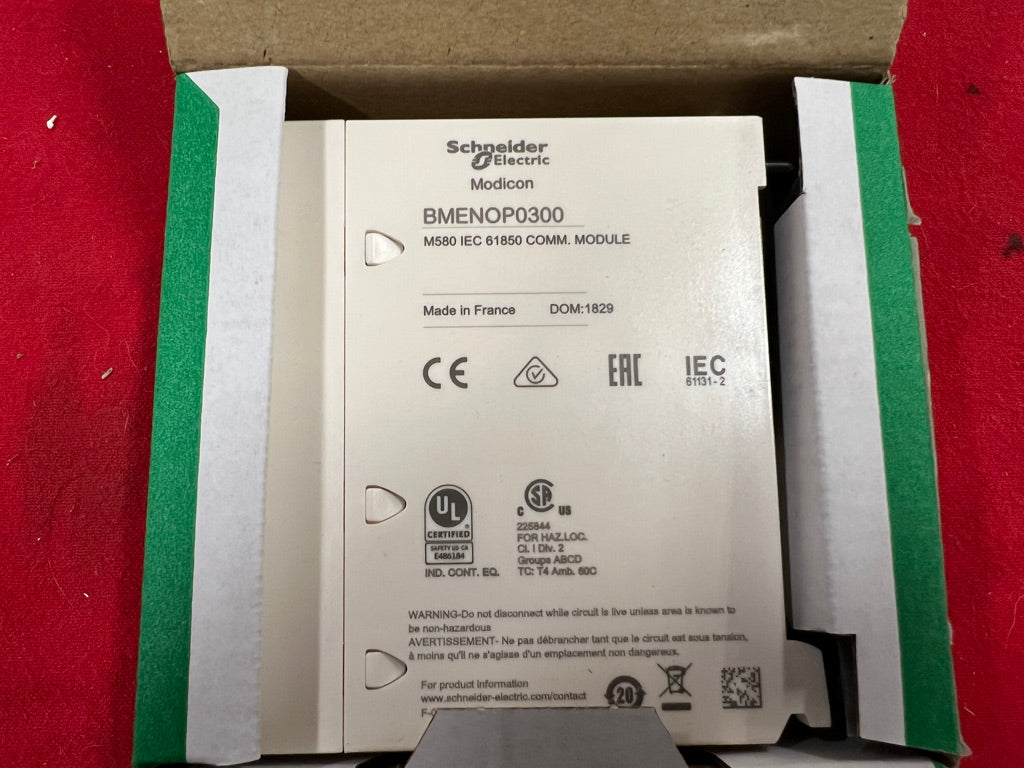 Schneider
Electric
Modicon
BMENOP0300
M580 IEC 61850 COMM. MODULE
Made in France DOM:1829
CE
EAC
IEC
61131-2
UL
CERTIFIED
SAFETY US CA
E486184
IND. CONT. EQ.
SA
C US
225844
FOR HAZ.LOC.
CL I Div. 2
Groups ABCD
TC: T4 Amb. 60C
WARNING-Do not disconnect while circuit is live unless area is known to
be non-hazardous
AVERTISSEMENT- Ne pas débrancher tant que le circuit est sous tension,
à moins qu'il ne s'agisse d'un emplacement non dangereux.
For product information
www.schneider-electric.com/contact
20